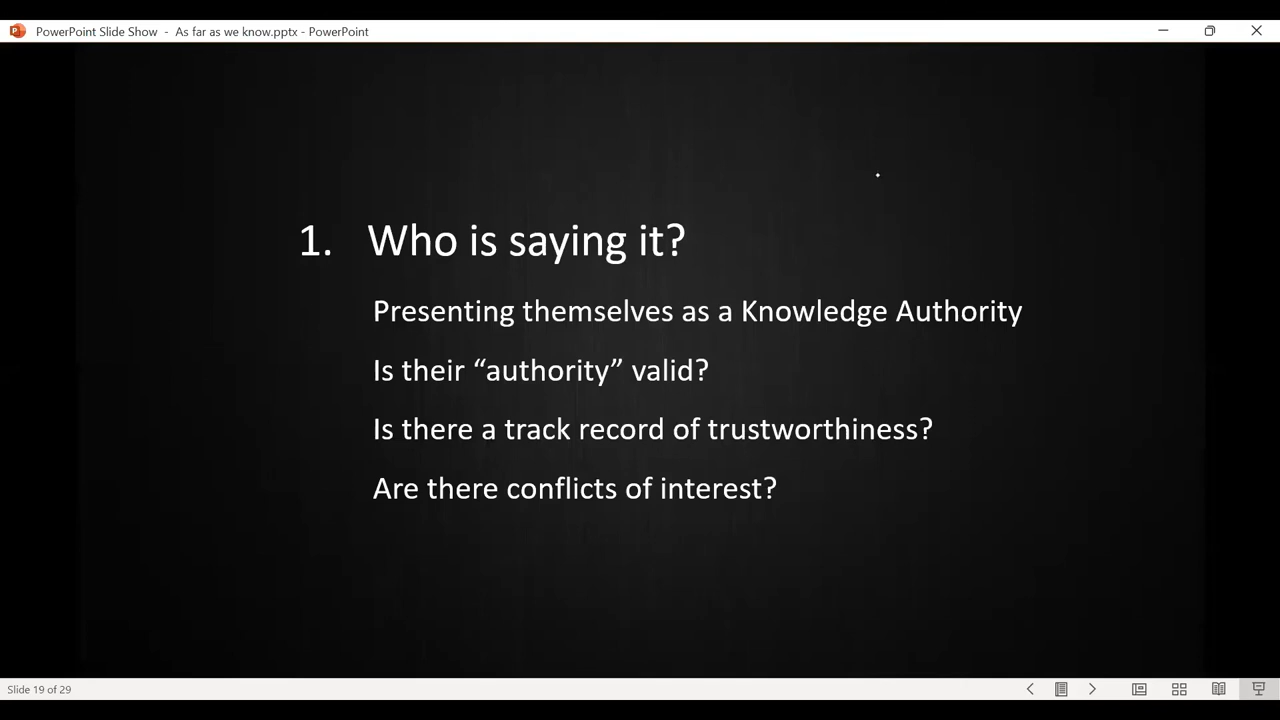 PowerPoint Slide Show - As far as we know.pptx - PowerPoint
1. Who is saying it?
Presenting themselves as a Knowledge Authority
Is their “authority” valid?
Is there a track record of trustworthiness?
Are there conflicts of interest?
Slide 19 of 29